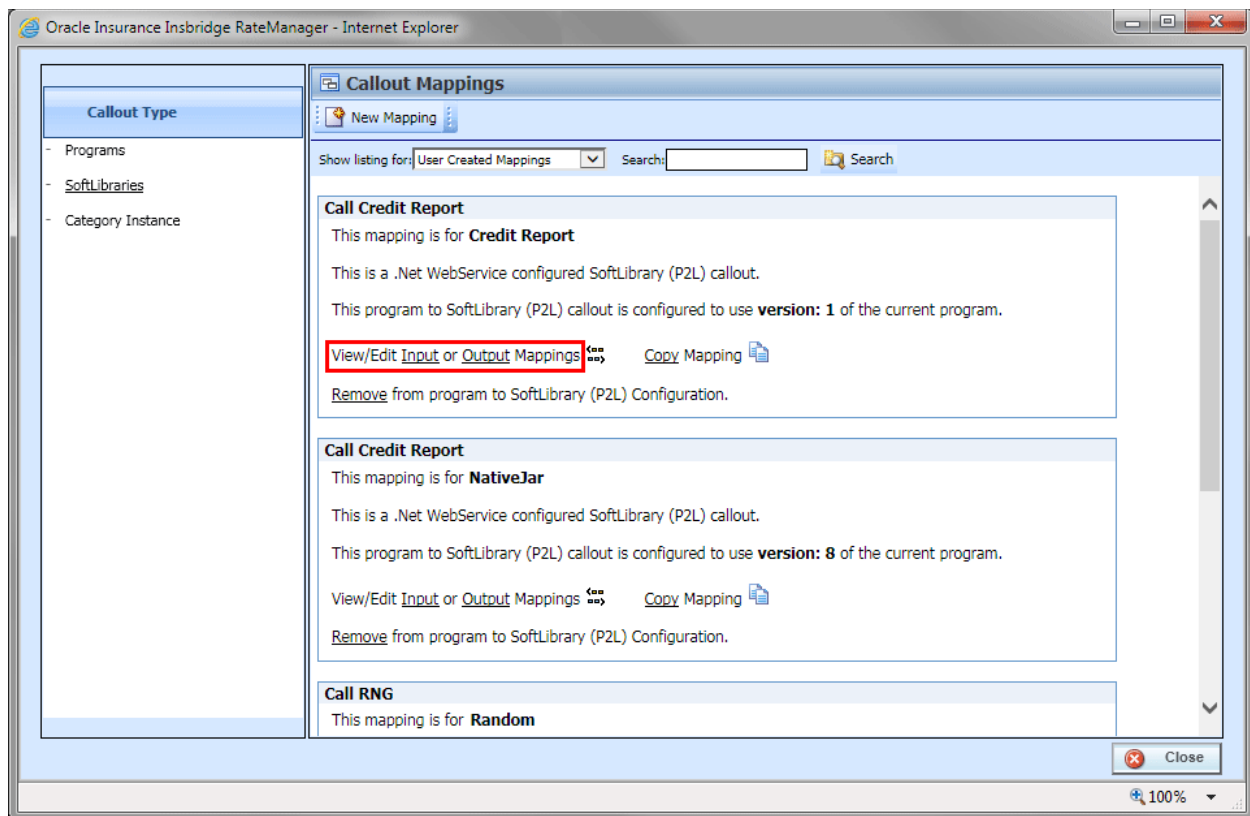 Oracle Insurance Insbridge RateManager - Internet Explorer
Callout Type
- Programs
- SoftLibraries
- Category Instance
Callout Mappings
New Mapping
Show listing for: User Created Mappings Search: Search
Call Credit Report
This mapping is for Credit Report
This is a .Net WebService configured SoftLibrary (P2L) callout.
This program to SoftLibrary (P2L) callout is configured to use version: 1 of the current program.
View/Edit Input or Output Mappings Copy Mapping
Remove from program to SoftLibrary (P2L) Configuration.
Call Credit Report
This mapping is for NativeJar
This is a .Net WebService configured SoftLibrary (P2L) callout.
This program to SoftLibrary (P2L) callout is configured to use version: 8 of the current program.
View/Edit Input or Output Mappings Copy Mapping
Remove from program to SoftLibrary (P2L) Configuration.
Call RNG
This mapping is for Random
Close
100%